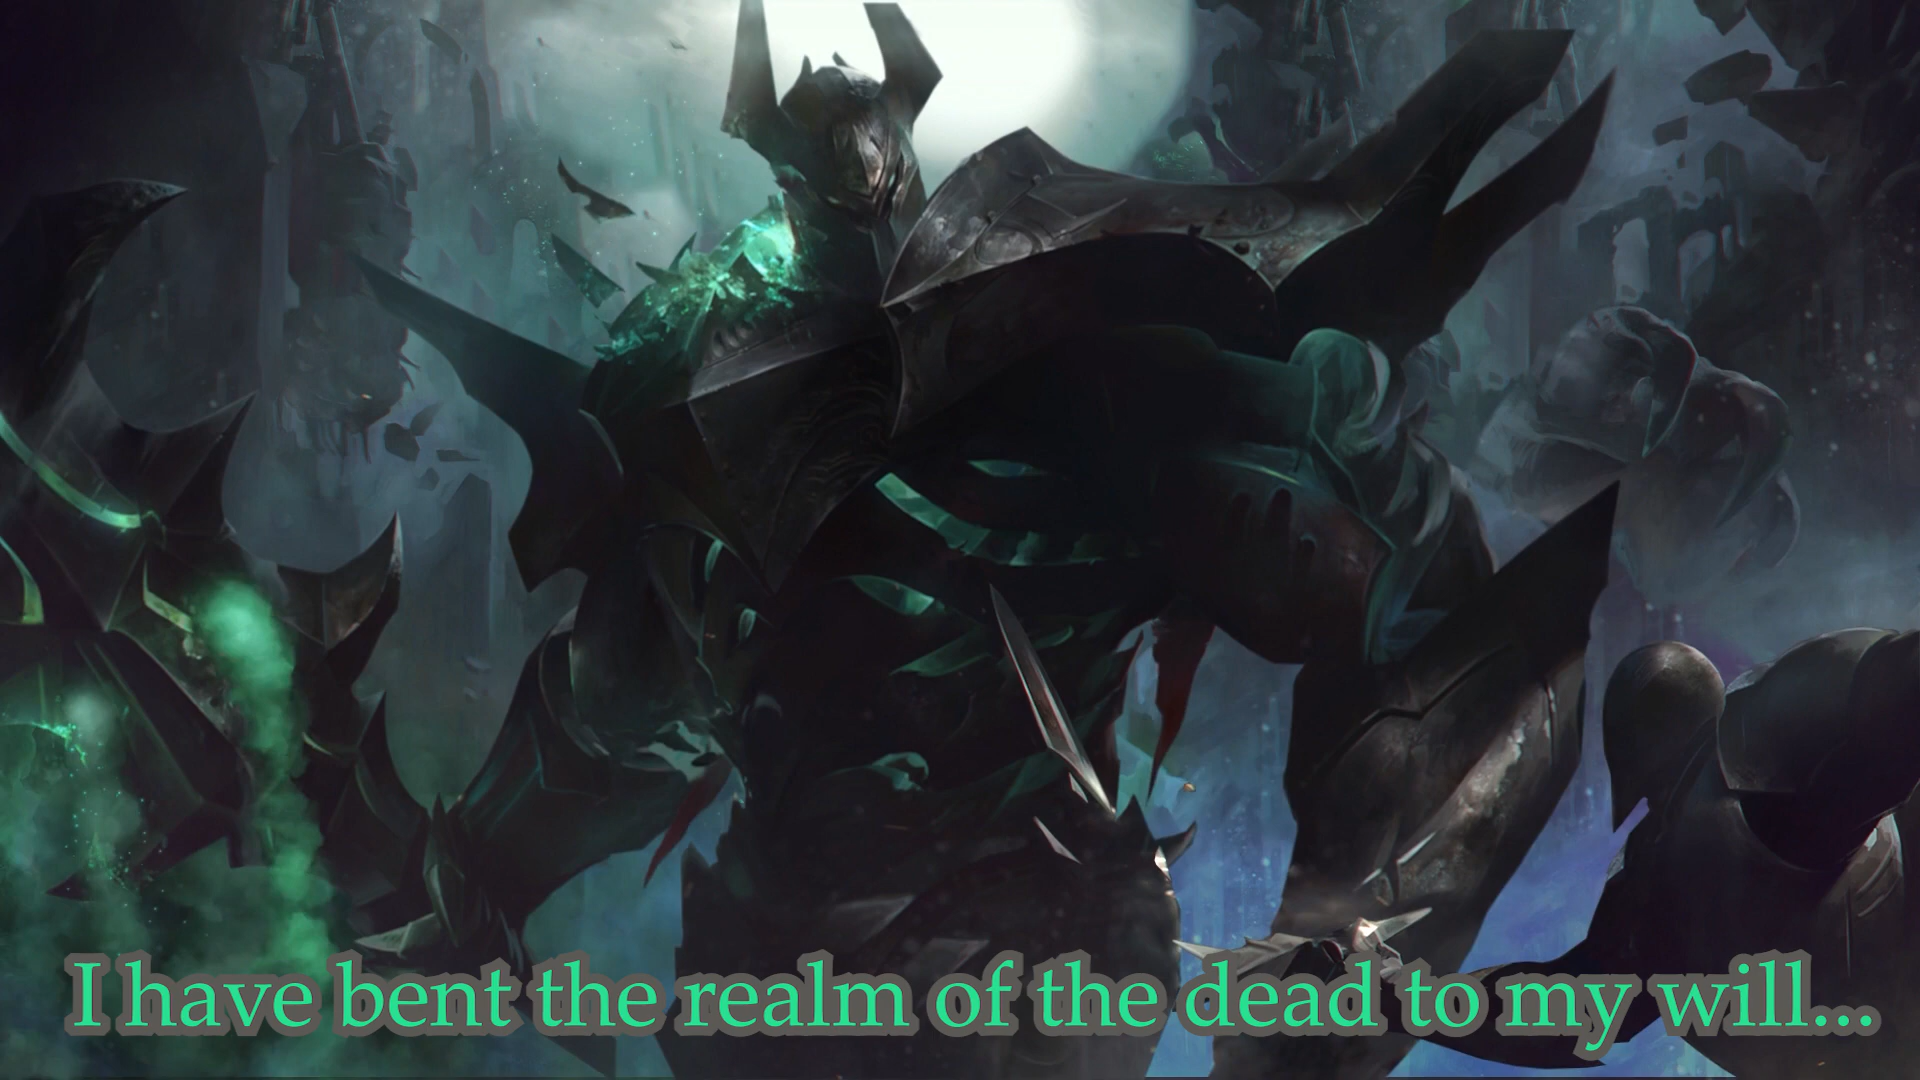 I have bent the realm of the dead to my will...